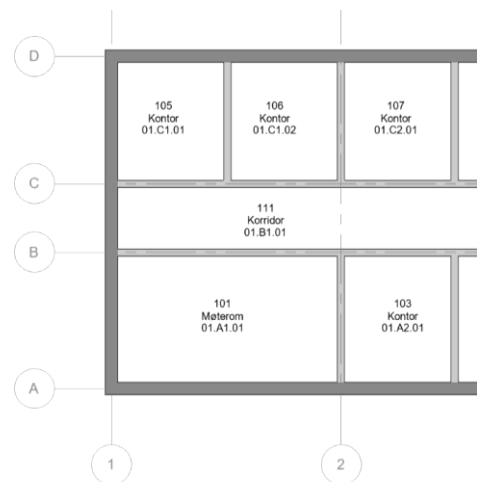 D
105
Kontor
01.C1.01
106
Kontor
01.C1.02
107
Kontor
01.C2.01
C
111
Korridor
01.B1.01
B
101
Møterom
01.A1.01
103
Kontor
01.A2.01
A
1
2